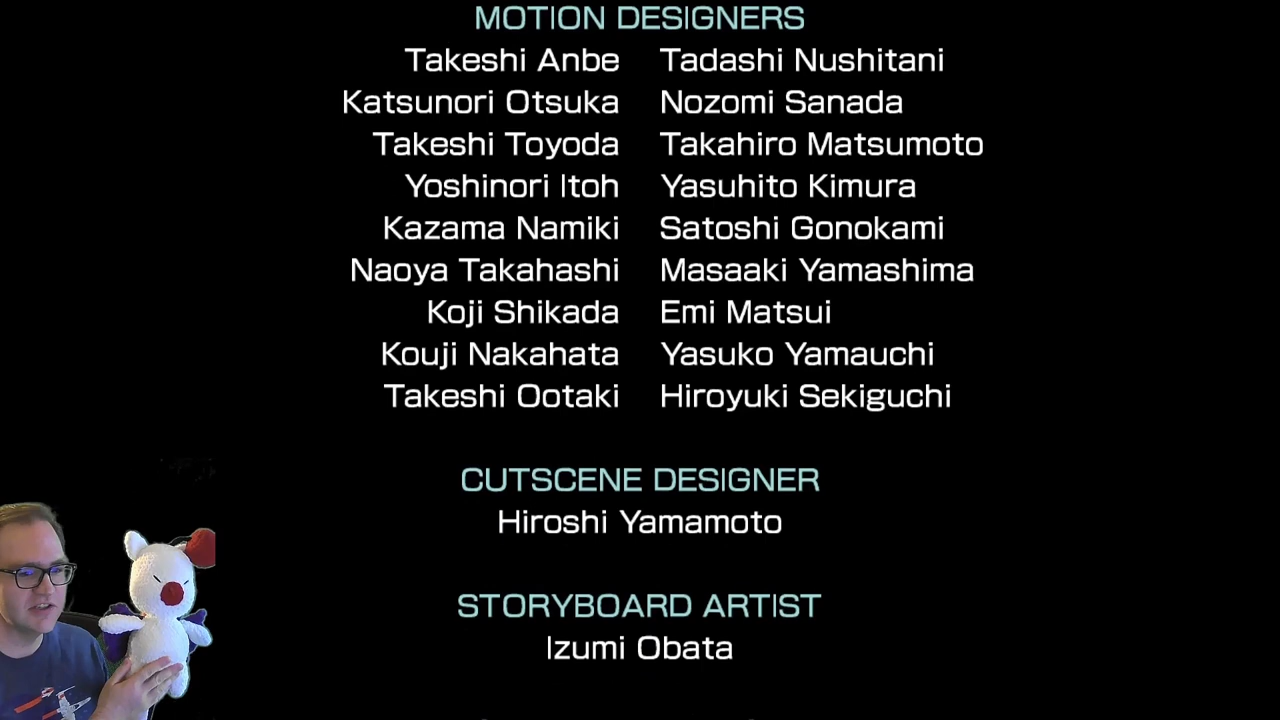 MOTION DESIGNERS
Takeshi Anbe Tadashi Nushitani
Katsunori Otsuka Nozomi Sanada
Takeshi Toyoda Takahiro Matsumoto
Yoshinori Itoh Yasuhito Kimura
Kazama Namiki Satoshi Gonokami
Naoya Takahashi Masaaki Yamashima
Koji Shikada Emi Matsui
Kouji Nakahata Yasuko Yamauchi
Takeshi Ootaki Hiroyuki Sekiguchi
CUTSCENE DESIGNER
Hiroshi Yamamoto
STORYBOARD ARTIST
Izumi Obata